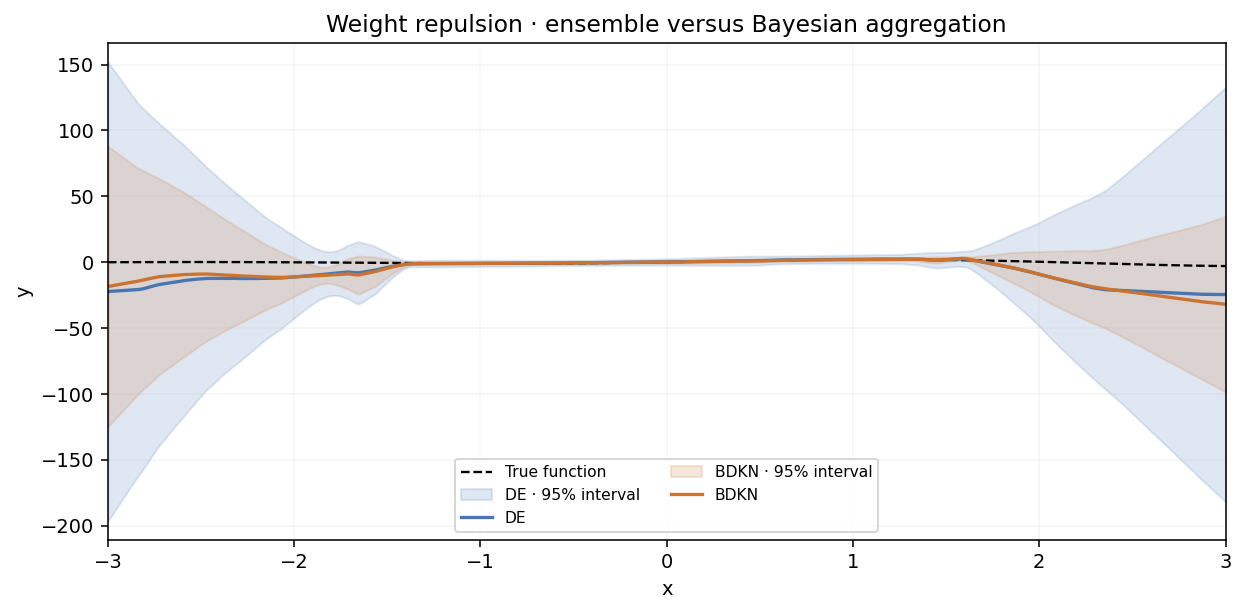 Weight repulsion · ensemble versus Bayesian aggregation
150
100
50
0
−50
−100
−150
−200
y
True function
DE · 95% interval
DE
BDKN · 95% interval
BDKN
−3
−2
−1
0
1
2
3
x